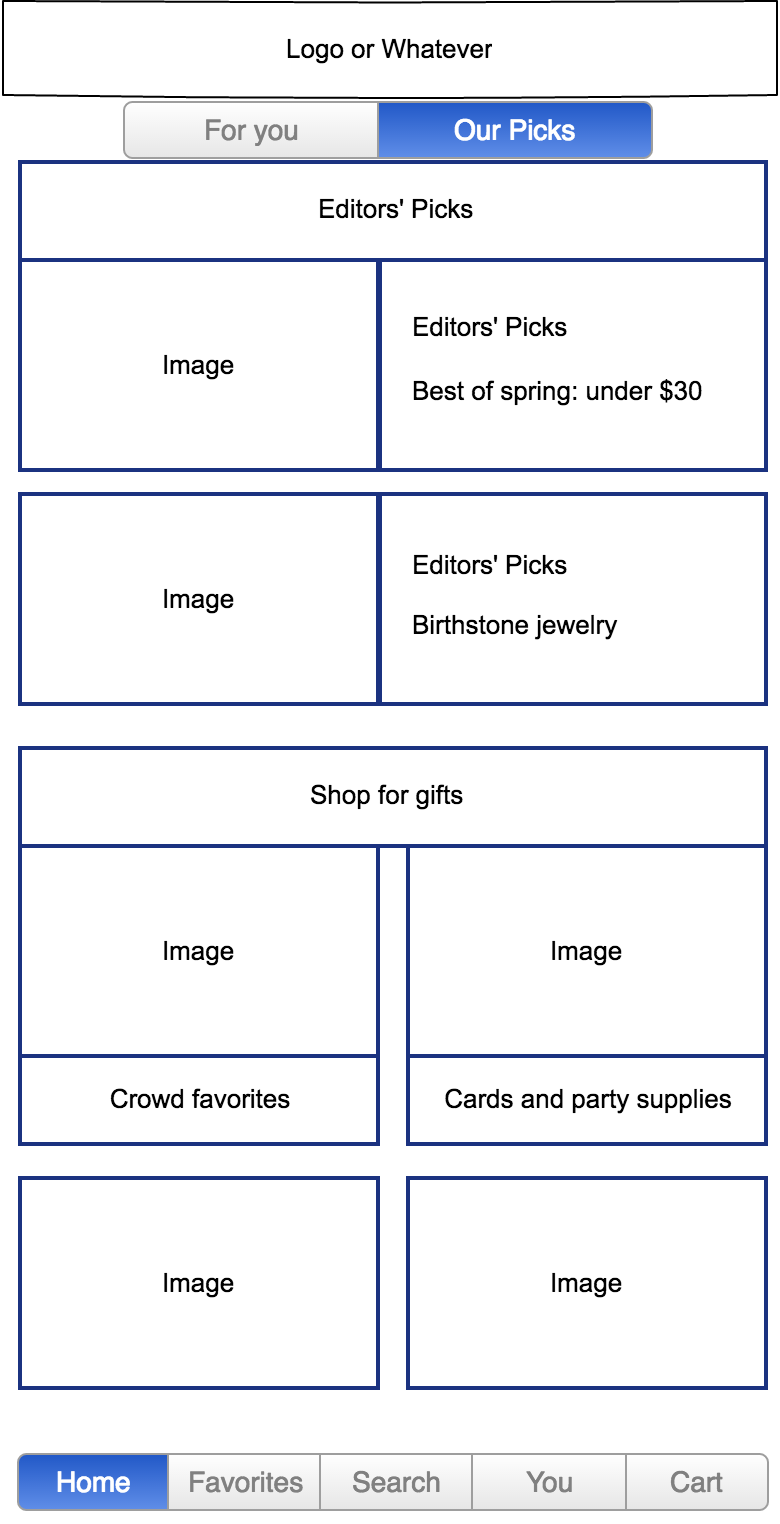 Logo or Whatever
For you
Our Picks
Editors' Picks
Image
Editors' Picks
Best of spring: under $30
Image
Editors' Picks
Birthstone jewelry
Shop for gifts
Image
Image
Crowd favorites
Cards and party supplies
Image
Image
Home
Favorites
Search
You
Cart